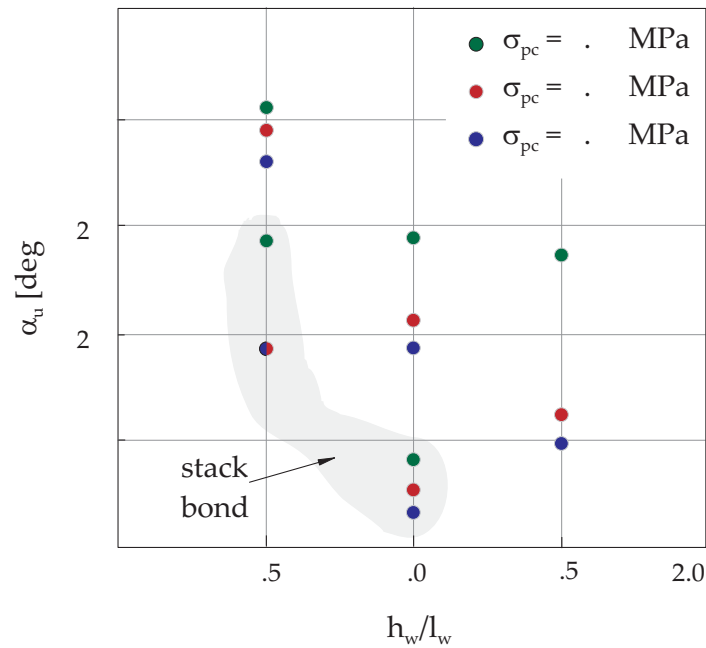 σpc = . MPa
σpc = . MPa
σpc = . MPa
2
2
αu [deg
stack
bond
.5 .0 .5 2.0
hw/lw